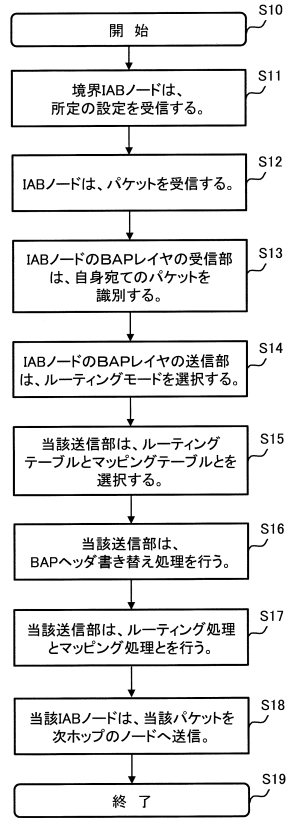 S10
開 始
S11
境界IABノードは、
所定の設定を受信する。
S12
IABノードは、パケットを受信する。
S13
IABノードのBAPレイヤの受信部
は、自身宛てのパケットを
識別する。
S14
IABノードのBAPレイヤの送信部
は、ルーティングモードを選択する。
S15
当該送信部は、ルーティング
テーブルとマッピングテーブルとを
選択する。
S16
当該送信部は、
BAPヘッダ書き替え処理を行う。
S17
当該送信部は、ルーティング処理
とマッピング処理とを行う。
S18
当該IABノードは、当該パケットを
次ホップのノードへ送信。
S19
終 了